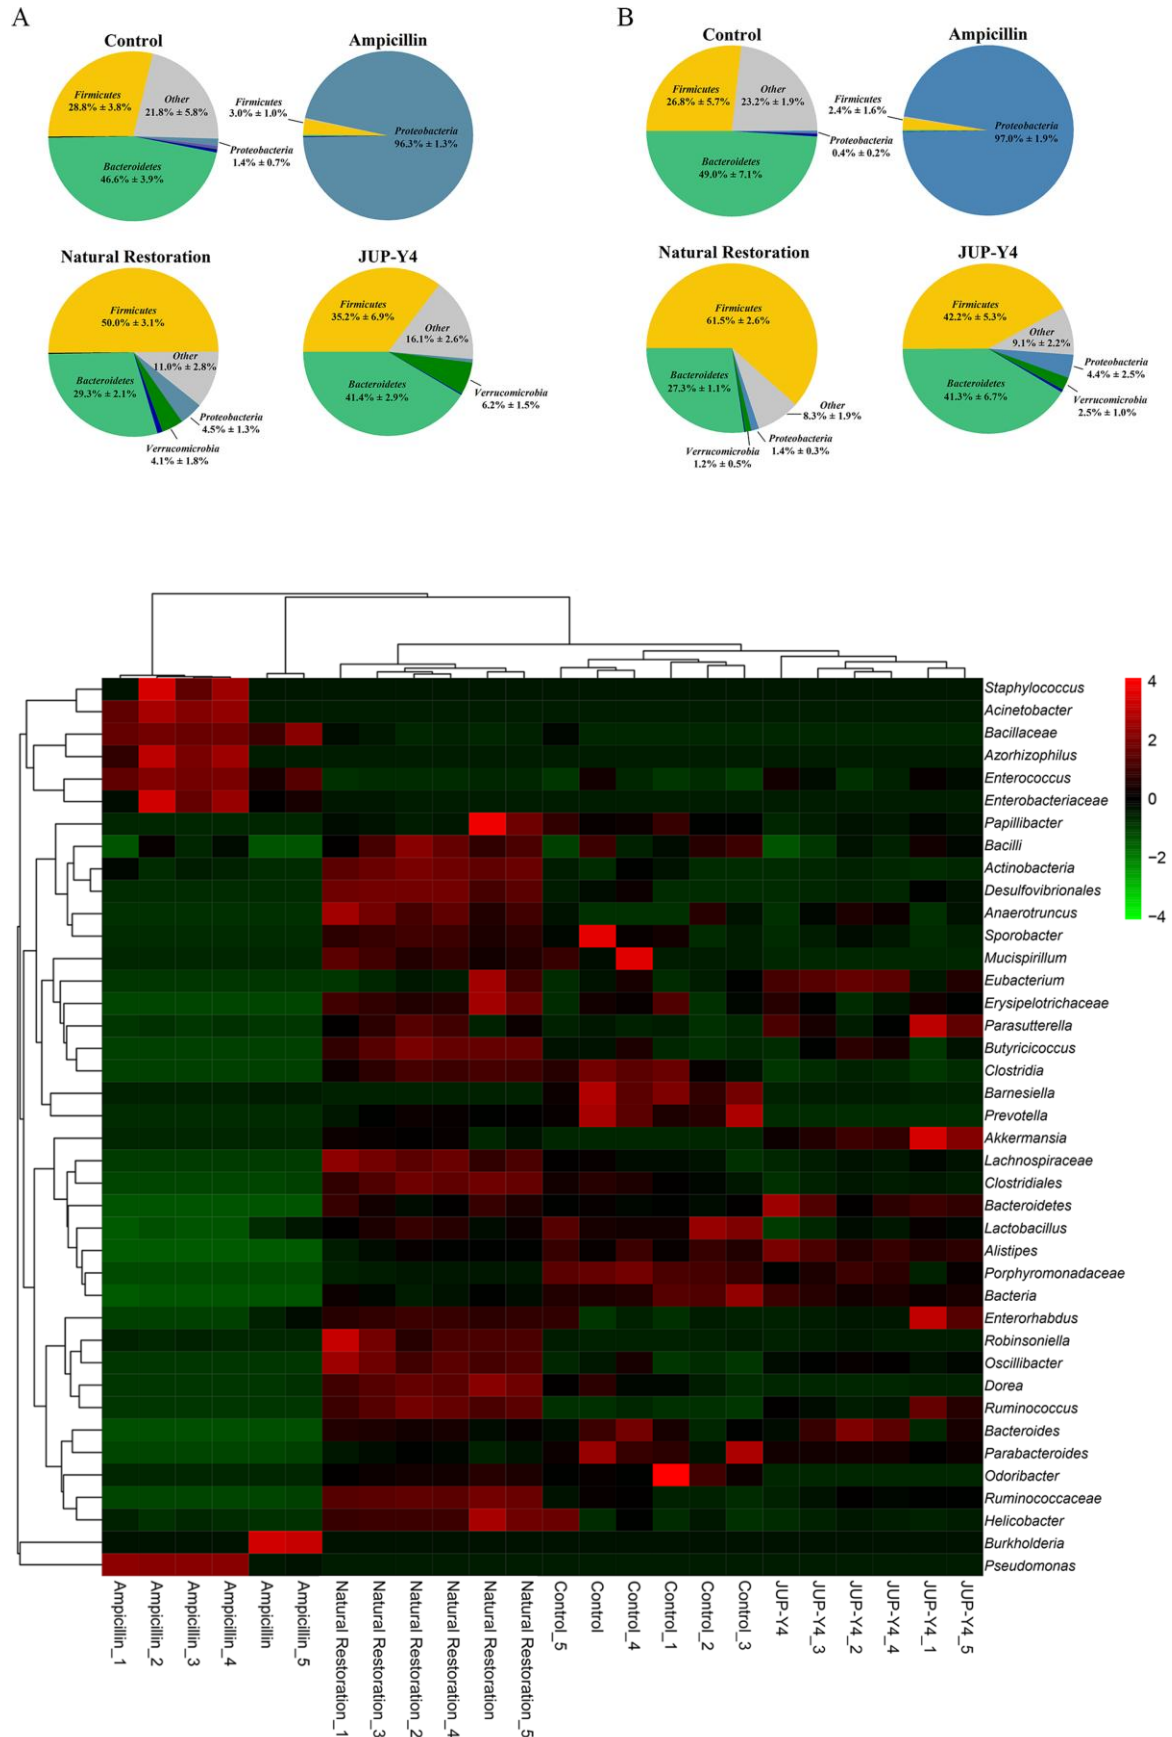 A
Control
Firmicutes
28.8% ± 3.8%
Other
21.8% ± 5.8%
Proteobacteria
1.4% ± 0.7%
Bacteroidetes
46.6% ± 3.9%
Ampicillin
Firmicutes
3.0% ± 1.0%
Proteobacteria
96.3% ± 1.3%
Natural Restoration
Firmicutes
50.0% ± 3.1%
Other
11.0% ± 2.8%
Bacteroidetes
29.3% ± 2.1%
Proteobacteria
4.5% ± 1.3%
Verrucomicrobia
4.1% ± 1.8%
JUP-Y4
Firmicutes
35.2% ± 6.9%
Other
16.1% ± 2.6%
Bacteroidetes
41.4% ± 2.9%
Verrucomicrobia
6.2% ± 1.5%
B
Control
Firmicutes
26.8% ± 5.7%
Other
23.2% ± 1.9%
Proteobacteria
0.4% ± 0.2%
Bacteroidetes
49.0% ± 7.1%
Ampicillin
Firmicutes
2.4% ± 1.6%
Proteobacteria
97.0% ± 1.9%
Natural Restoration
Firmicutes
61.5% ± 2.6%
Bacteroidetes
27.3% ± 1.1%
Other
8.3% ± 1.9%
Proteobacteria
1.4% ± 0.3%
Verrucomicrobia
1.2% ± 0.5%
JUP-Y4
Firmicutes
42.2% ± 5.3%
Other
9.1% ± 2.2%
Proteobacteria
4.4% ± 2.5%
Bacteroidetes
41.3% ± 6.7%
Verrucomicrobia
2.5% ± 1.0%
Staphylococcus
Acinetobacter
Bacillaceae
Azorhizophilus
Enterococcus
Enterobacteriaceae
Papillibacter
Bacilli
Actinobacteria
Desulfovibrionales
Anaerotruncus
Sporobacter
Mucispirillum
Eubacterium
Erysipelotrichaceae
Parasutterella
Butyricicoccus
Clostridia
Barnesiella
Prevotella
Akkermansia
Lachnospiraceae
Clostridiales
Bacteroidetes
Lactobacillus
Alistipes
Porphyromonadaceae
Bacteria
Enterorhabdus
Robinsoniella
Oscillibacter
Dorea
Ruminococcus
Bacteroides
Parabacteroides
Odoribacter
Ruminococcaceae
Helicobacter
Burkholderia
Pseudomonas
4
2
0
−2
−4
Ampicillin_1
Ampicillin_2
Ampicillin_3
Ampicillin_4
Ampicillin
Ampicillin_5
Natural Restoration_1
Natural Restoration_3
Natural Restoration_2
Natural Restoration_4
Natural Restoration
Natural Restoration_5
Control_5
Control
Control_4
Control_1
Control_2
Control_3
JUP-Y4
JUP-Y4_3
JUP-Y4_2
JUP-Y4_4
JUP-Y4_1
JUP-Y4_5